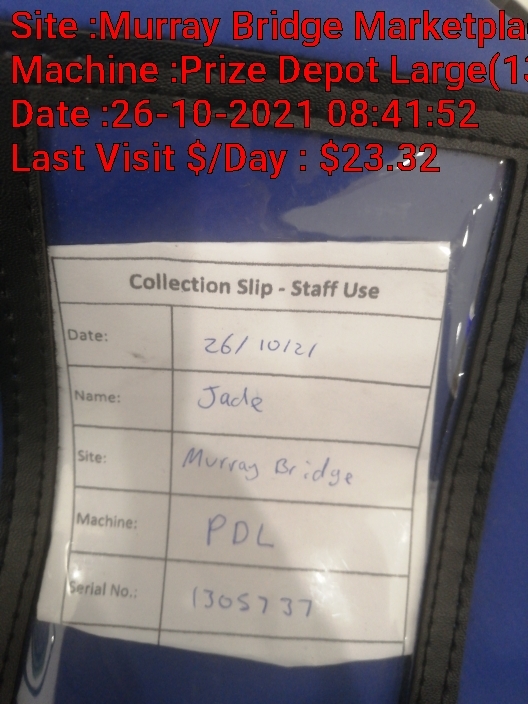 Site :Murray Bridge Marketpla
Machine :Prize Depot Large(13
Date :26-10-2021 08:41:52
Last Visit $/Day : $23.32
Collection Slip - Staff Use
Date: 26/10/21
Name: Jade
Site: Murray Bridge
Machine: PDL
Serial No.: 1305737